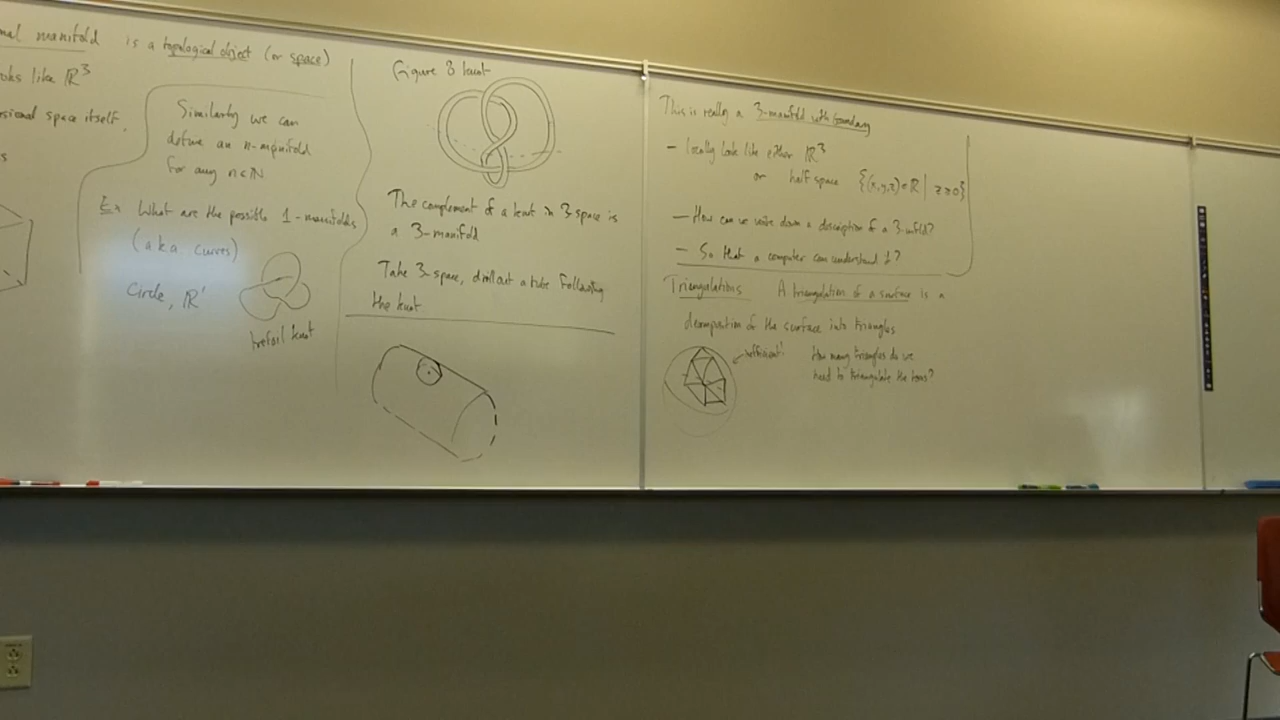 nal manifold is a topological object (or space)
oks like ℝ³
nsional space itself.
s
Similarly we can
define an n-manifold
for any n∈ℕ
Ex What are the possible 1-manifolds
(a.k.a. curves)
Circle, ℝ¹
trefoil knot
Figure 8 knot
The complement of a knot in 3-space is
a 3-manifold
Take 3-space, drill out a tube following
the knot
This is really a 3-manifold with boundary
- locally look like either ℝ³
or half space {(x,y,z)∈ℝ | z≥0}
- How can we write down a description of a 3-mfld?
- So that a computer can understand it?
Triangulations A triangulation of a surface is a
decomposition of the surface into triangles
inefficient!
How many triangles do we
need to triangulate the torus?